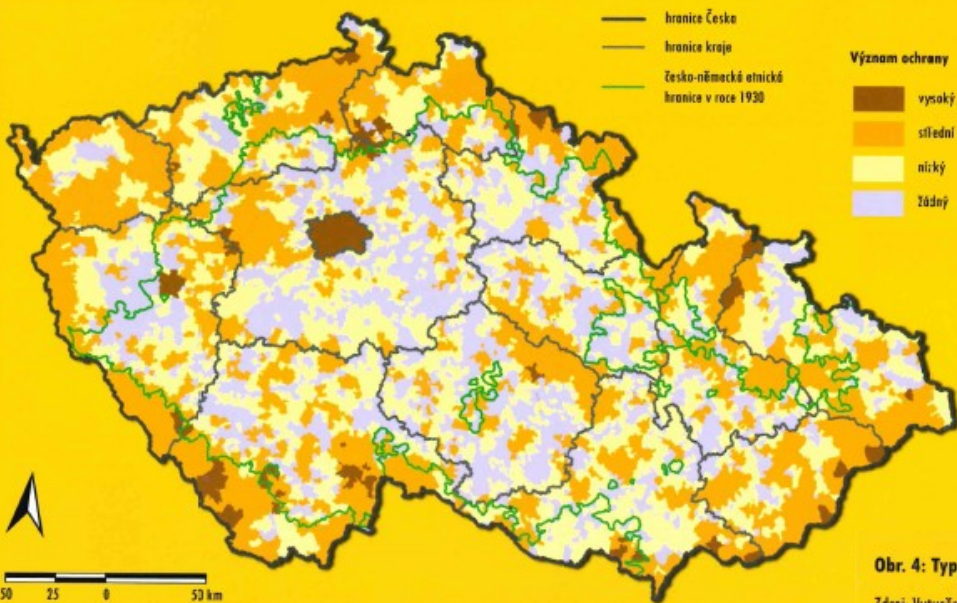 hranice Česka
hranice kraje
česko-německá etnická
hranice v roce 1930
Význam ochrany
vysoký
střední
nízký
žádný
50 25 0 50 km
Obr. 4: Typ
Zdroj: